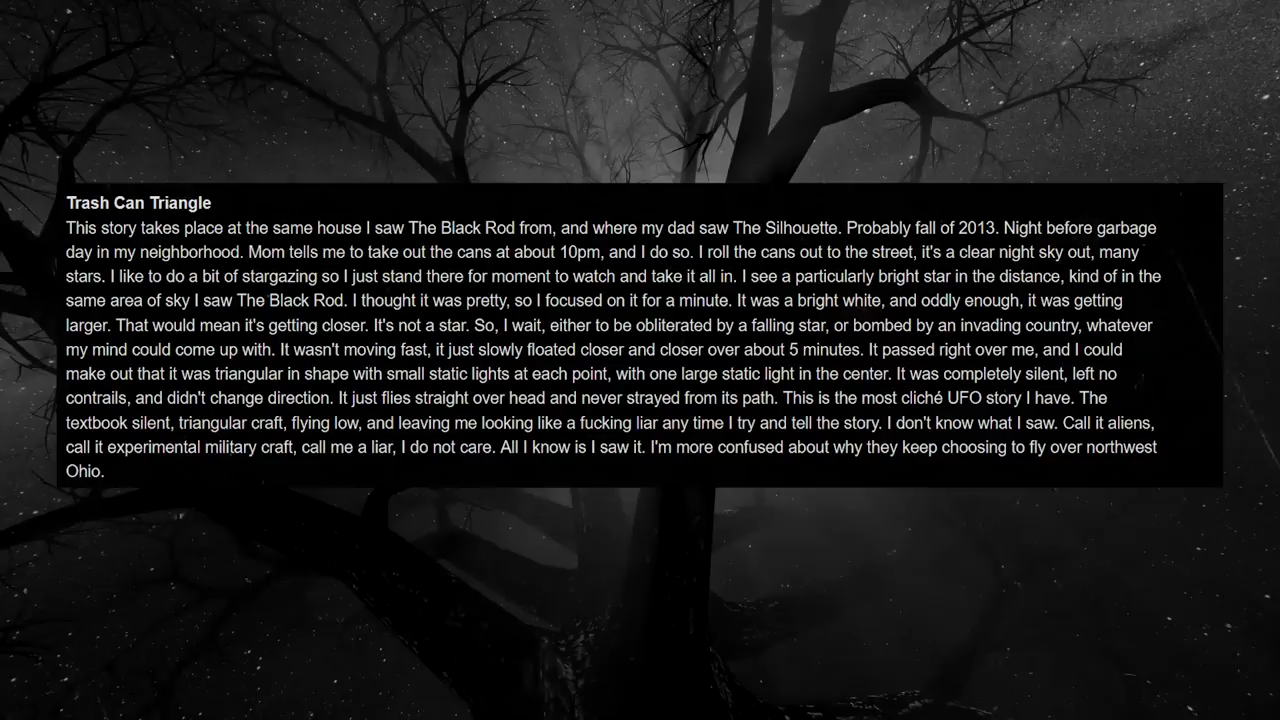 Trash Can Triangle
This story takes place at the same house I saw The Black Rod from, and where my dad saw The Silhouette. Probably fall of 2013. Night before garbage
day in my neighborhood. Mom tells me to take out the cans at about 10pm, and I do so. I roll the cans out to the street, it's a clear night sky out, many
stars. I like to do a bit of stargazing so I just stand there for moment to watch and take it all in. I see a particularly bright star in the distance, kind of in the
same area of sky I saw The Black Rod. I thought it was pretty, so I focused on it for a minute. It was a bright white, and oddly enough, it was getting
larger. That would mean it's getting closer. It's not a star. So, I wait, either to be obliterated by a falling star, or bombed by an invading country, whatever
my mind could come up with. It wasn't moving fast, it just slowly floated closer and closer over about 5 minutes. It passed right over me, and I could
make out that it was triangular in shape with small static lights at each point, with one large static light in the center. It was completely silent, left no
contrails, and didn't change direction. It just flies straight over head and never strayed from its path. This is the most cliché UFO story I have. The
textbook silent, triangular craft, flying low, and leaving me looking like a fucking liar any time I try and tell the story. I don't know what I saw. Call it aliens,
call it experimental military craft, call me a liar, I do not care. All I know is I saw it. I'm more confused about why they keep choosing to fly over northwest
Ohio.